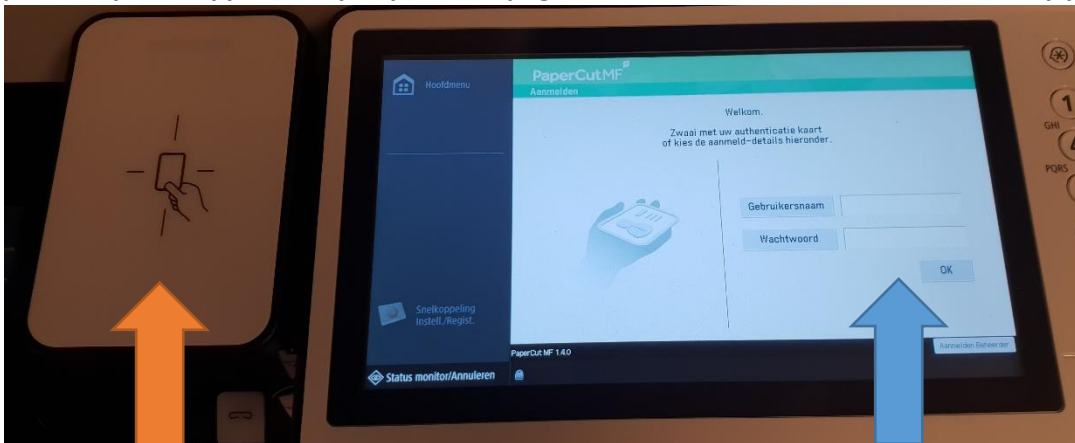 Hoofdmenu
PaperCut MF
Aanmelden
Welkom.
Zwaai met uw authenticatie kaart
of kies de aanmeld-details hieronder.
Gebruikersnaam
Wachtwoord
OK
Snelkoppeling
Instell./Regist.
PaperCut MF 1.4.0
Aanmelden Beheerder
Status monitor/Annuleren
1
GHI
PQRS